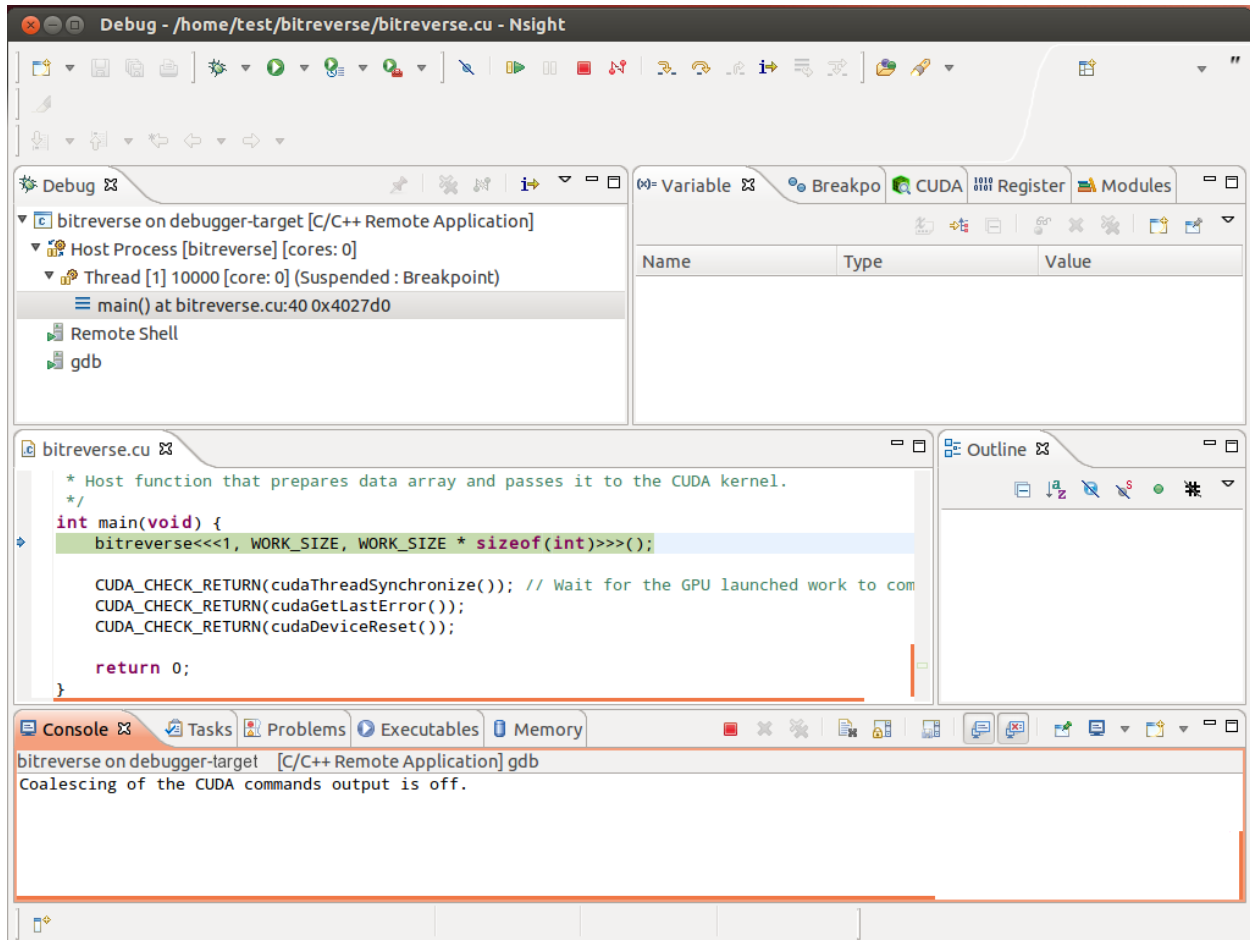 Debug - /home/test/bitreverse/bitreverse.cu - Nsight
Debug
bitreverse on debugger-target [C/C++ Remote Application]
Host Process [bitreverse] [cores: 0]
Thread [1] 10000 [core: 0] (Suspended : Breakpoint)
main() at bitreverse.cu:40 0x4027d0
Remote Shell
gdb
(x)= Variable Breakpo CUDA Register Modules
Name Type Value
bitreverse.cu
* Host function that prepares data array and passes it to the CUDA kernel.
*/
int main(void) {
bitreverse<<<1, WORK_SIZE, WORK_SIZE * sizeof(int)>>>();
CUDA_CHECK_RETURN(cudaThreadSynchronize()); // Wait for the GPU launched work to com
CUDA_CHECK_RETURN(cudaGetLastError());
CUDA_CHECK_RETURN(cudaDeviceReset());
return 0;
}
Outline
Console Tasks Problems Executables Memory
bitreverse on debugger-target [C/C++ Remote Application] gdb
Coalescing of the CUDA commands output is off.